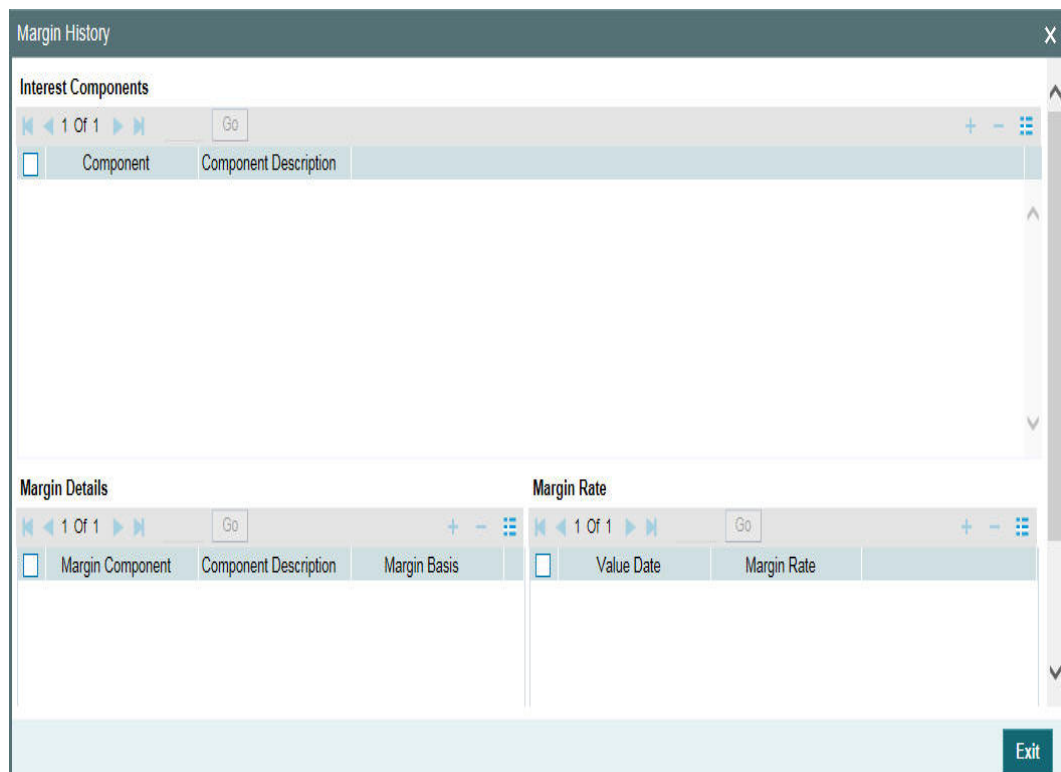 Margin History X
Interest Components
1 Of 1 Go
Component Component Description
Margin Details
1 Of 1 Go
Margin Component Component Description Margin Basis
Margin Rate
1 Of 1 Go
Value Date Margin Rate
Exit